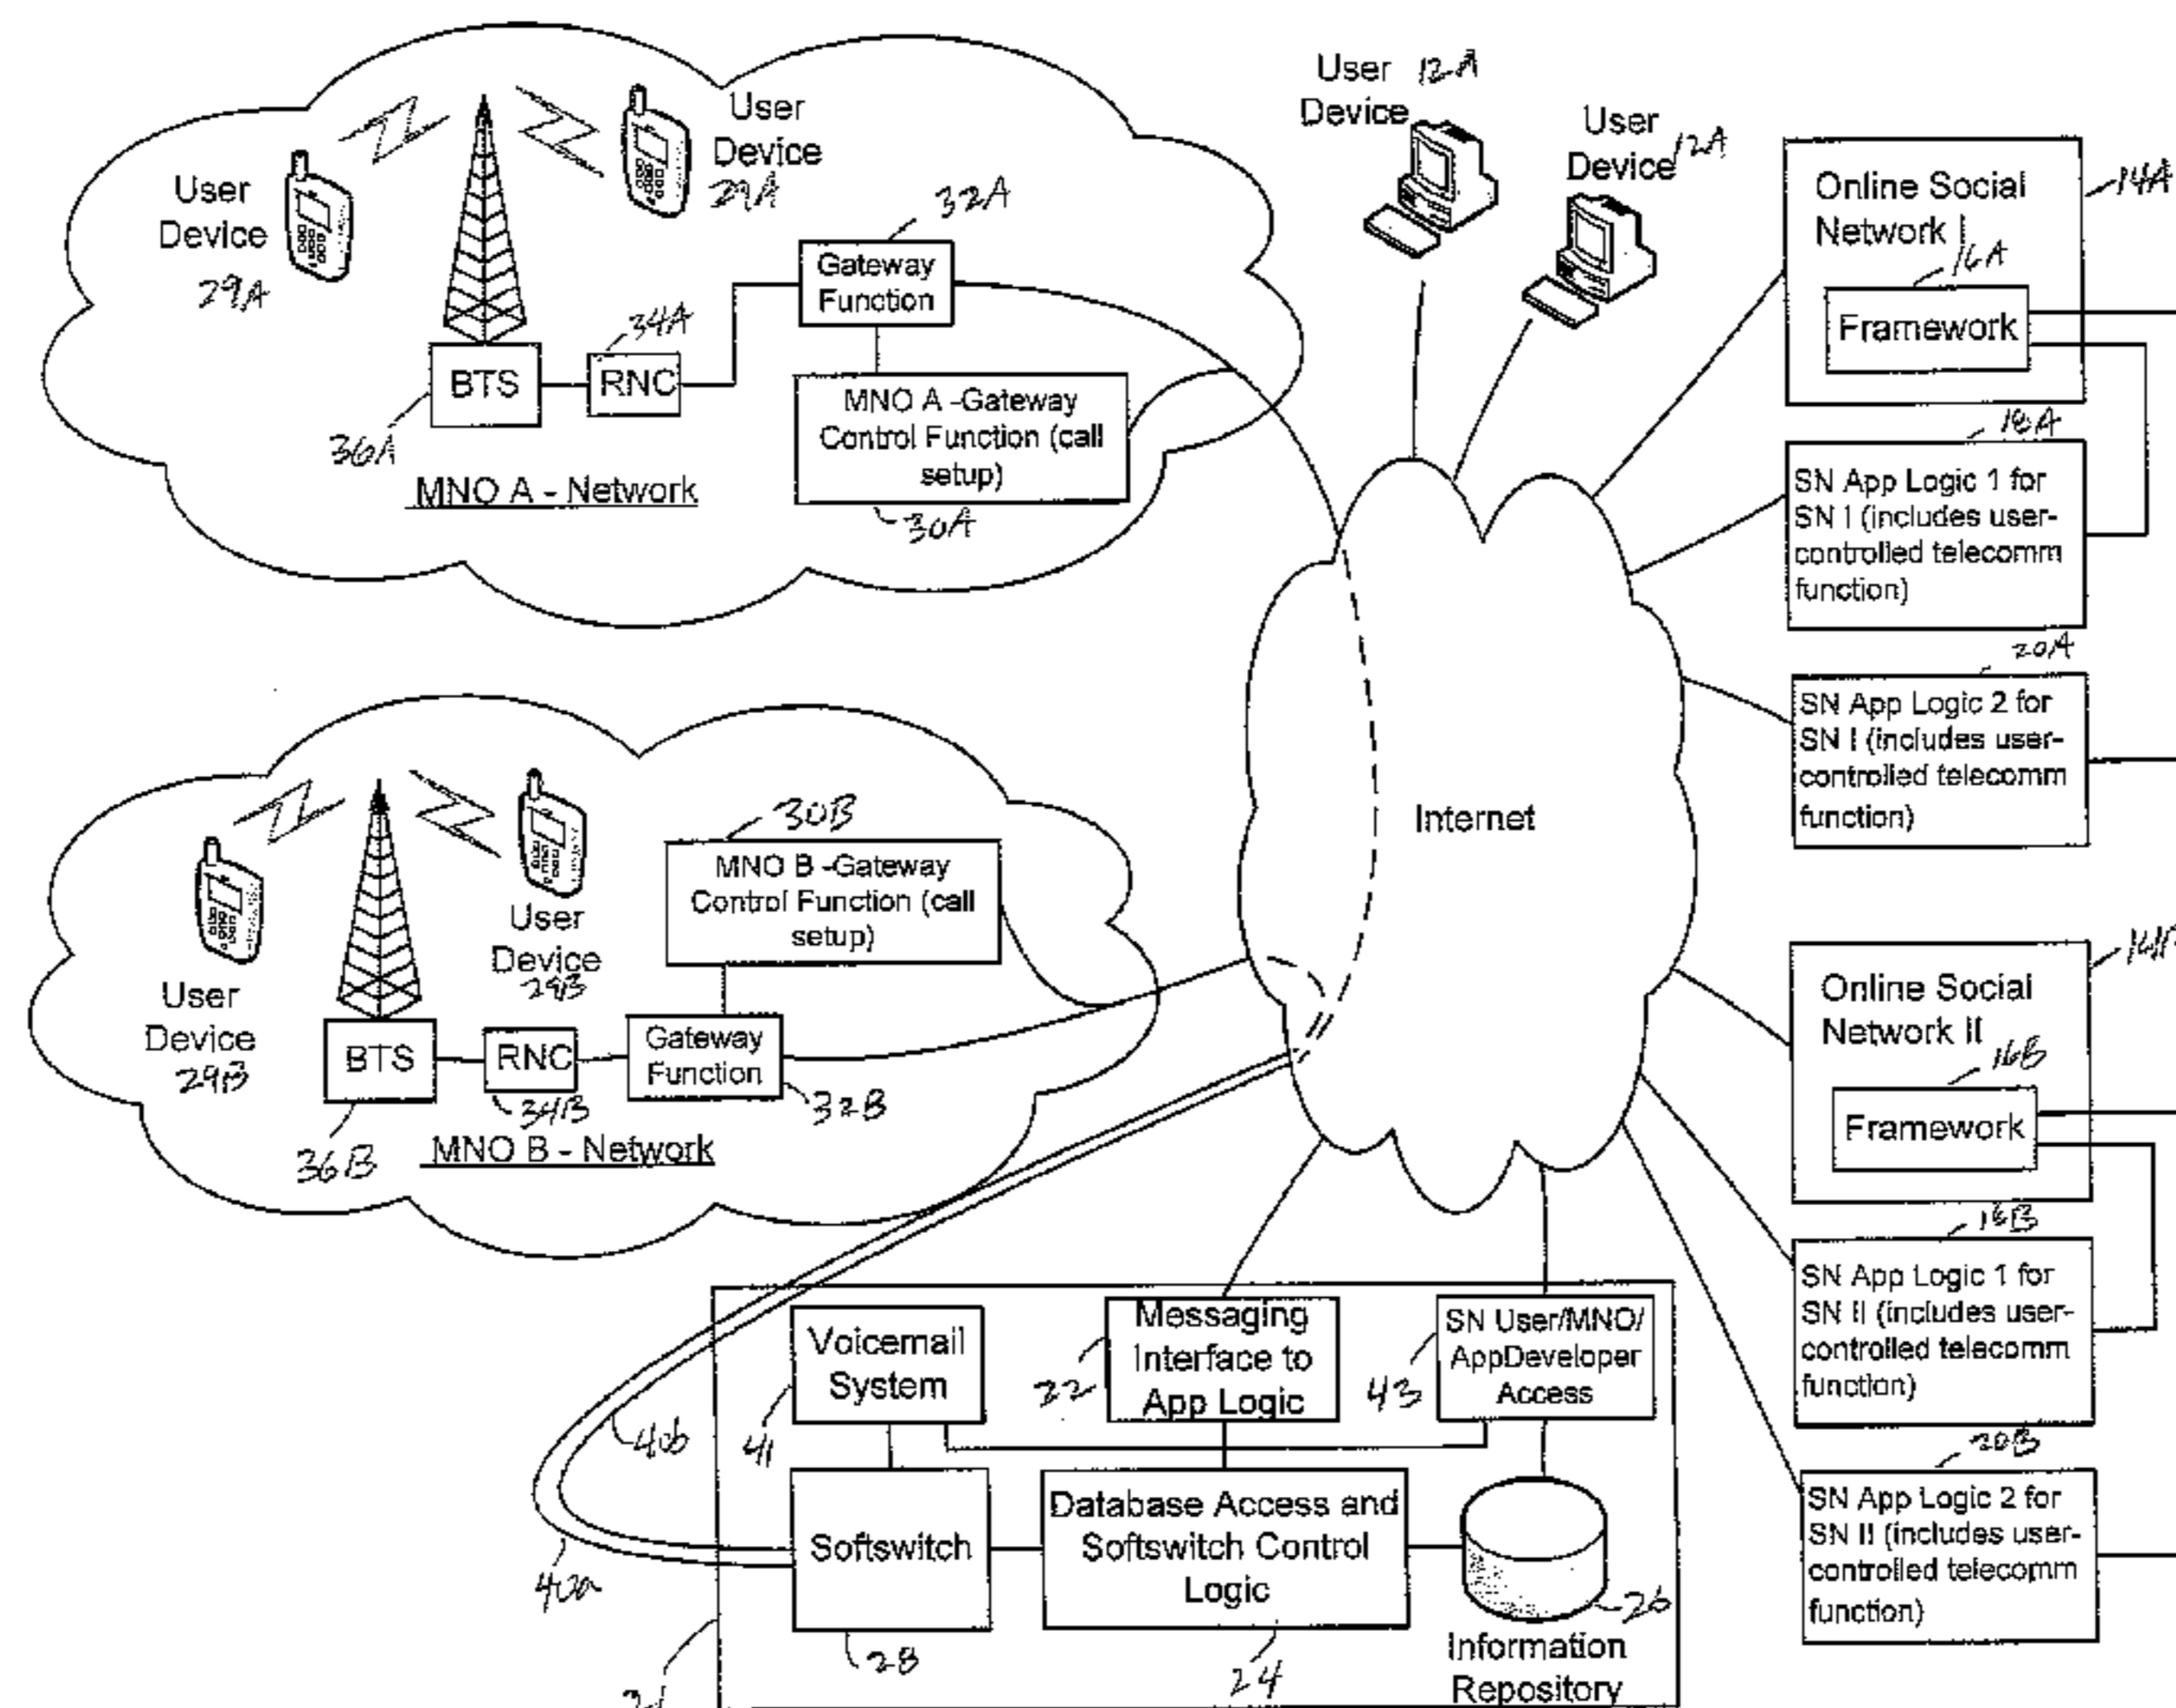 User
Device
29A
User
Device
29A
32A
Gateway
Function
34A
BTS
RNC
36A
MNO A -Gateway
Control Function (call
setup)
30A
MNO A - Network
User 12A
Device
User
Device 12A
Online Social
Network I
14A
16A
Framework
18A
SN App Logic 1 for
SN I (includes user-
controlled telecomm
function)
20A
SN App Logic 2 for
SN I (includes user-
controlled telecomm
function)
Internet
User
Device
29B
User
Device
29B
30B
MNO B -Gateway
Control Function (call
setup)
BTS
RNC
Gateway
Function
36B
34B
32B
MNO B - Network
Online Social
Network II
16B
Framework
SN App Logic 1 for
SN II (includes user-
controlled telecomm
function)
20B
SN App Logic 2 for
SN II (includes user-
controlled telecomm
function)
Voicemail
System
41
Messaging
Interface to
App Logic
22
SN User/MNO/
AppDeveloper
Access
43
40b
40a
Softswitch
28
Database Access and
Softswitch Control
Logic
24
26
Information
Repository